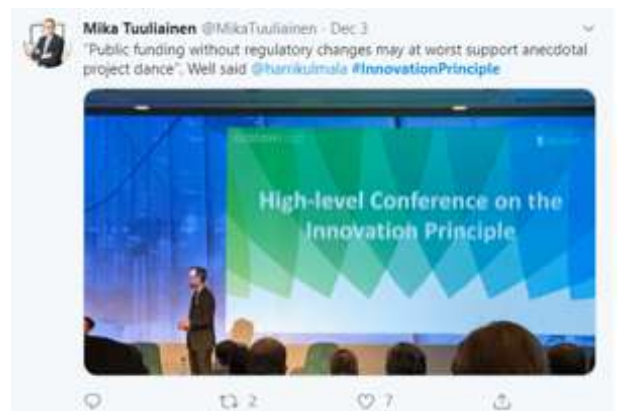 Mika Tuuliainen @MikaTuuliainen · Dec 3
"Public funding without regulatory changes may at worst support anecdotal
project dance". Well said @harrikulmala #InnovationPrinciple
High-level Conference on the
Innovation Principle
2
7